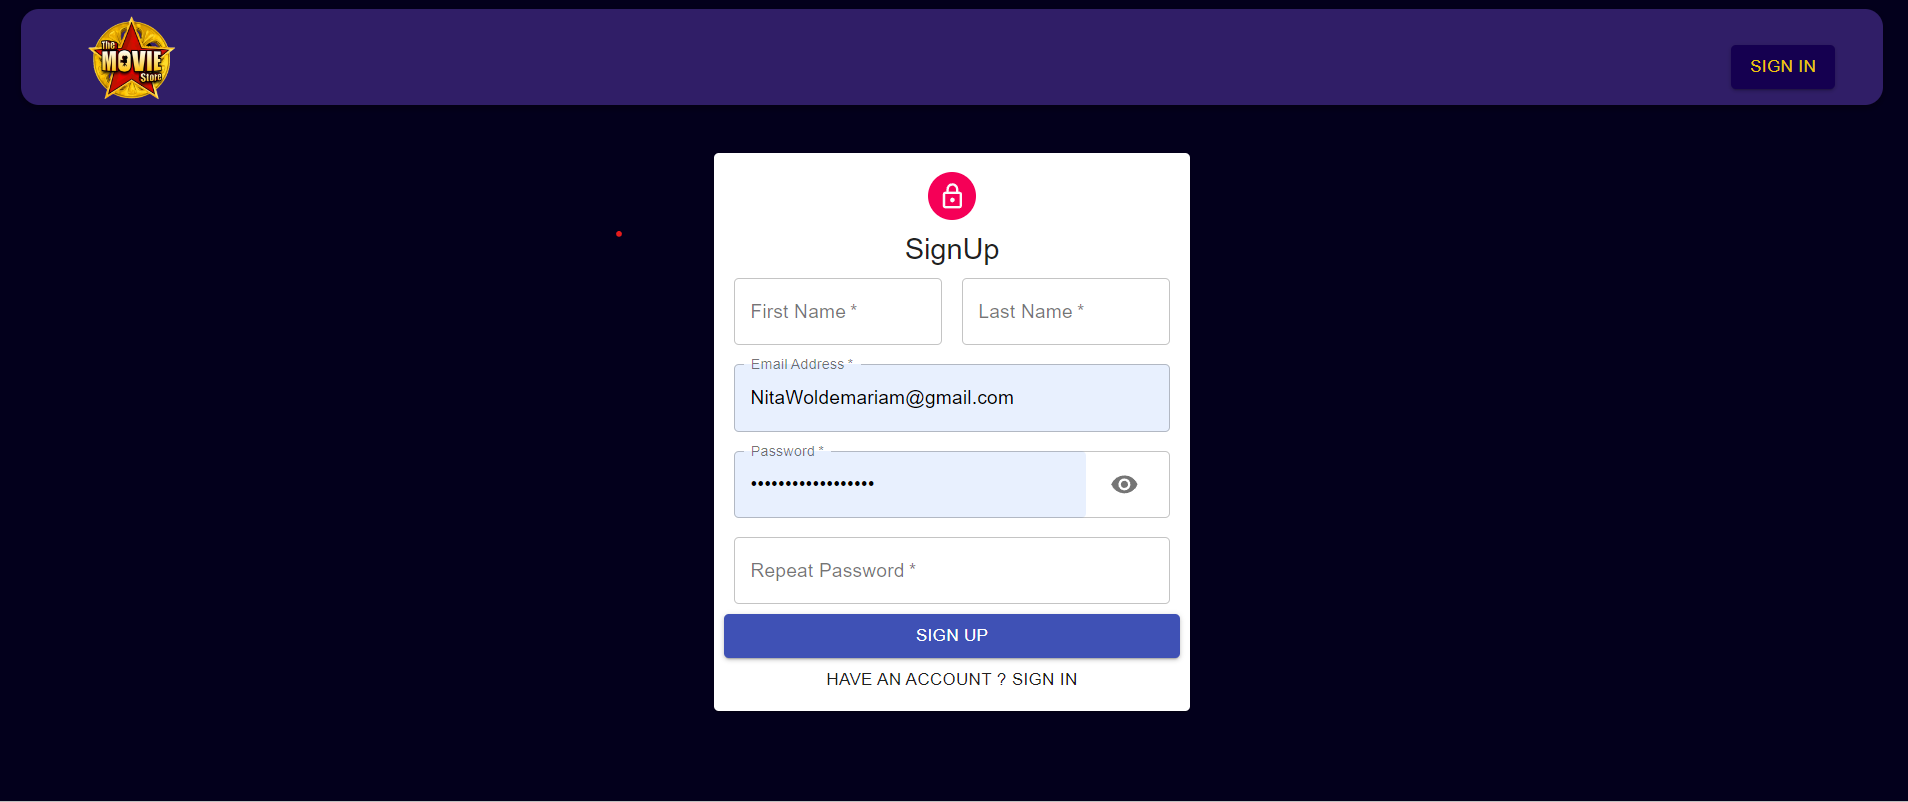 The
MOVIE
Store
SIGN IN
SignUp
First Name *
Last Name *
Email Address *
NitaWoldemariam@gmail.com
Password *
••••••••••••••••••
Repeat Password *
SIGN UP
HAVE AN ACCOUNT ? SIGN IN